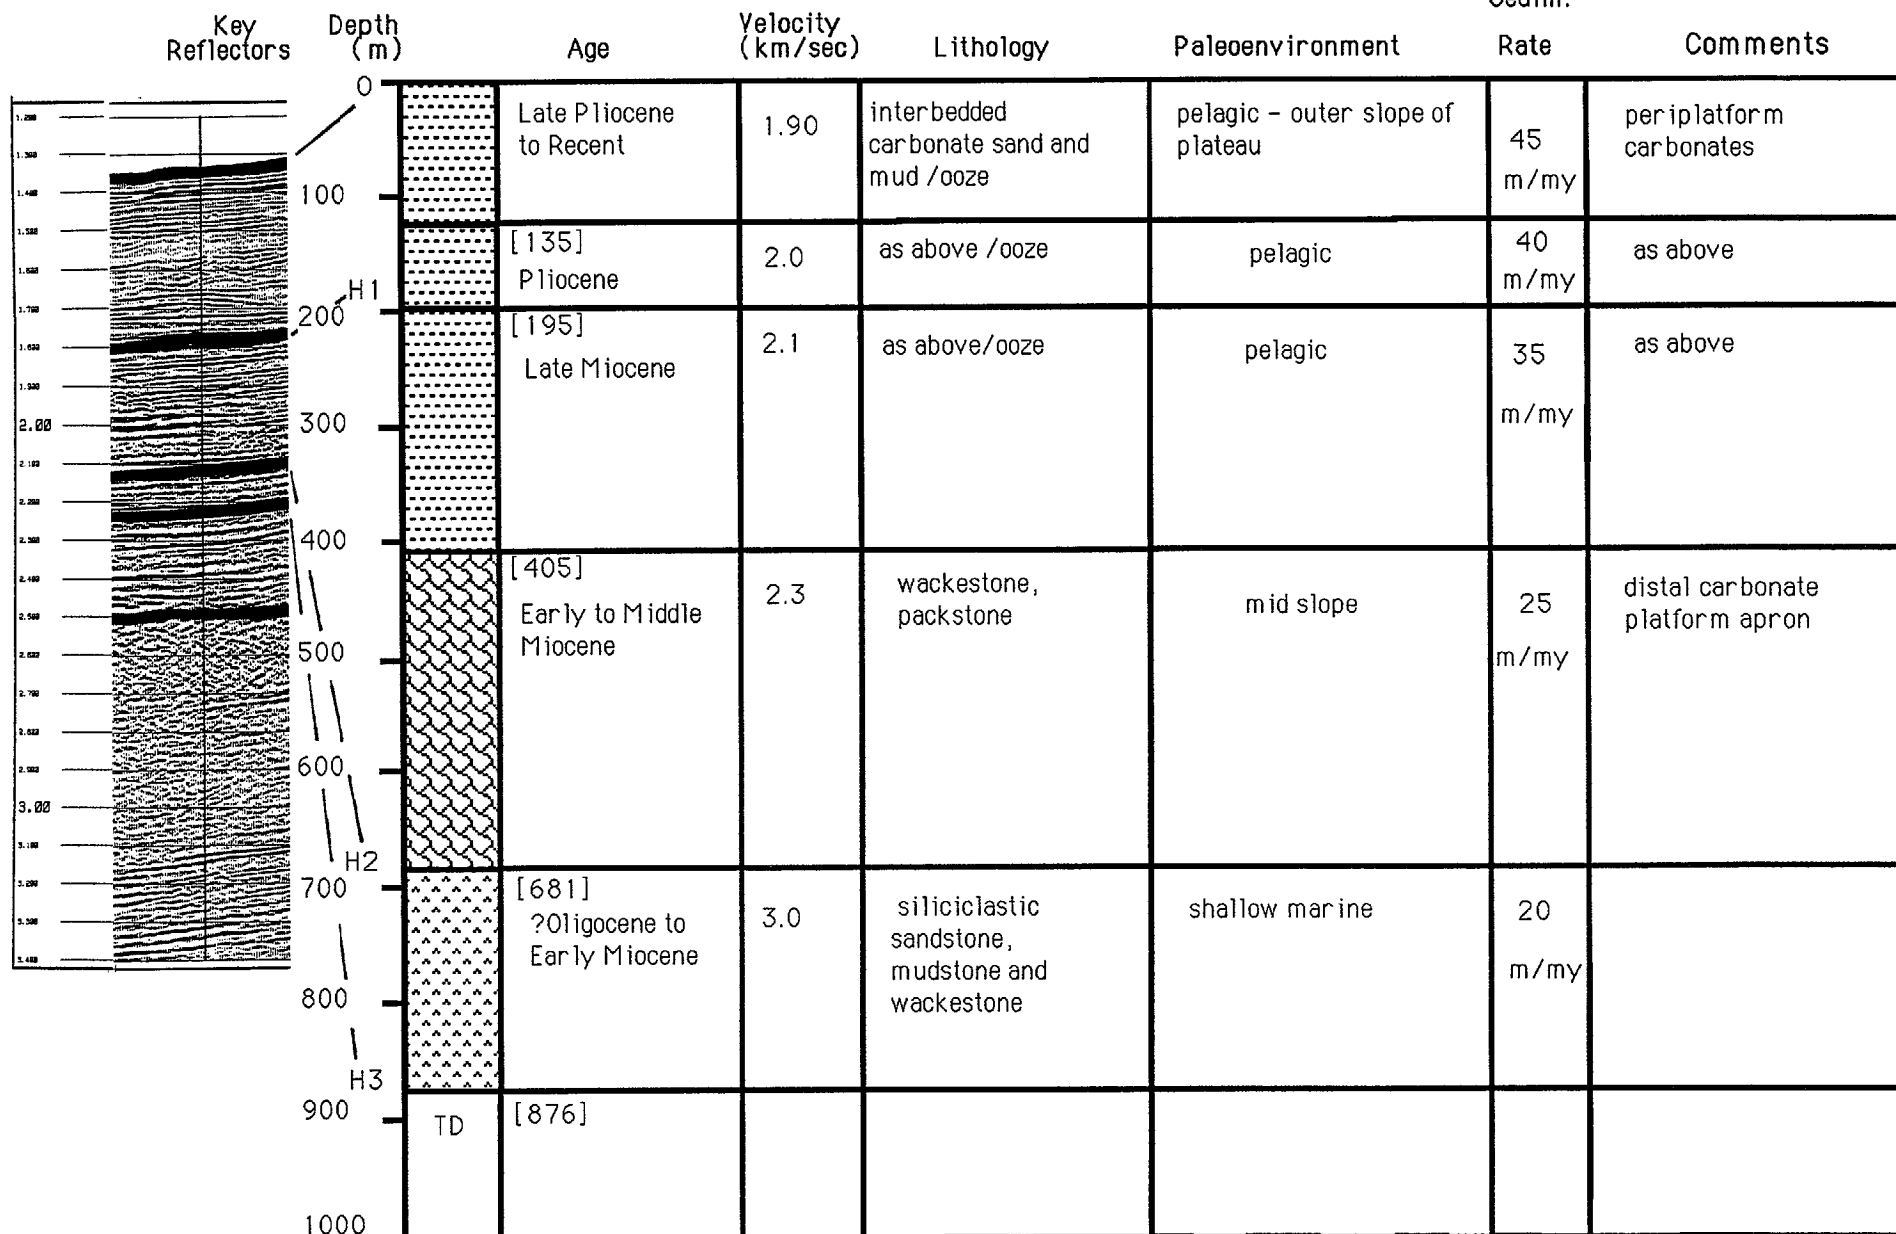 Key
Reflectors
Depth
(m)
Age
Velocity
(km/sec)
Lithology
Paleoenvironment
Rate
Comments
0
100
H1
200
300
400
500
600
H2
700
800
H3
900
1000
2.00
3.00
Late Pliocene
to Recent
1.90
interbedded
carbonate sand and
mud /ooze
pelagic - outer slope of
plateau
45
m/my
periplatform
carbonates
[135]
Pliocene
2.0
as above /ooze
pelagic
40
m/my
as above
[195]
Late Miocene
2.1
as above/ooze
pelagic
35
m/my
as above
[405]
Early to Middle
Miocene
2.3
wackestone,
packstone
mid slope
25
m/my
distal carbonate
platform apron
[681]
?Oligocene to
Early Miocene
3.0
siliciclastic
sandstone,
mudstone and
wackestone
shallow marine
20
m/my
TD
[876]